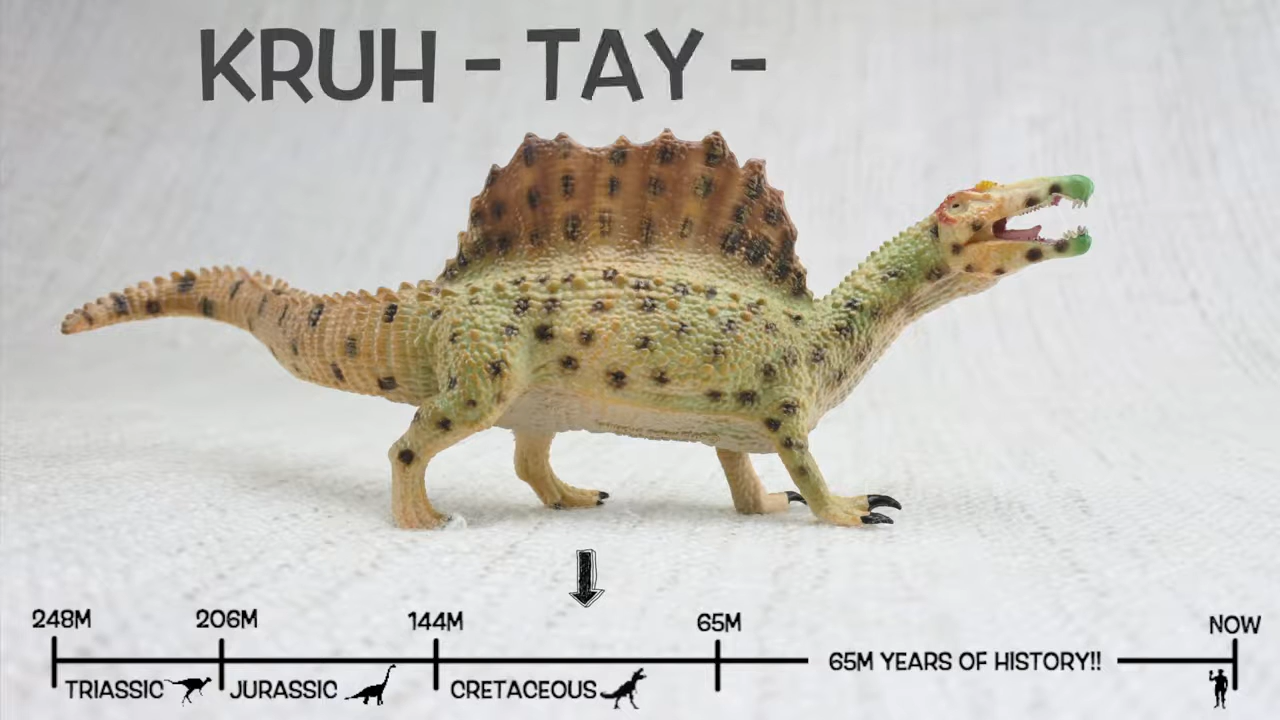 KRUH - TAY -
248M 206M 144M 65M NOW
65M YEARS OF HISTORY!!
TRIASSIC JURASSIC CRETACEOUS